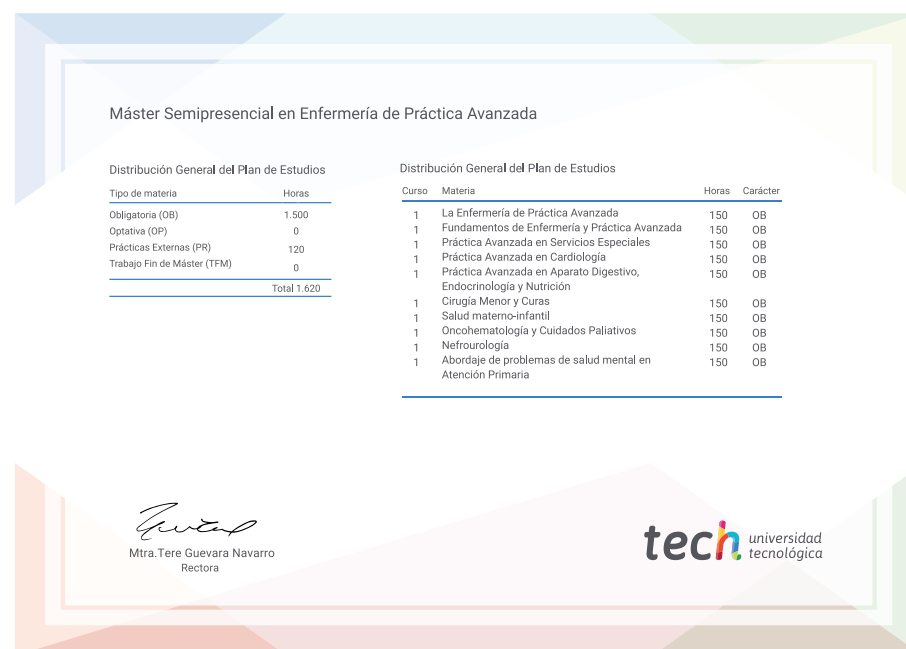 Máster Semipresencial en Enfermería de Práctica Avanzada
Distribución General del Plan de Estudios
Tipo de materia Horas
Obligatoria (OB) 1.500
Optativa (OP) 0
Prácticas Externas (PR) 120
Trabajo Fin de Máster (TFM) 0
Total 1.620
Distribución General del Plan de Estudios
Curso Materia Horas Carácter
1 La Enfermería de Práctica Avanzada 150 OB
1 Fundamentos de Enfermería y Práctica Avanzada 150 OB
1 Práctica Avanzada en Servicios Especiales 150 OB
1 Práctica Avanzada en Cardiología 150 OB
1 Práctica Avanzada en Aparato Digestivo, 150 OB
Endocrinología y Nutrición
1 Cirugía Menor y Curas 150 OB
1 Salud materno-infantil 150 OB
1 Oncohematología y Cuidados Paliativos 150 OB
1 Nefrourología 150 OB
1 Abordaje de problemas de salud mental en 150 OB
Atención Primaria
Mtra.Tere Guevara Navarro
Rectora
tech universidad
tecnológica